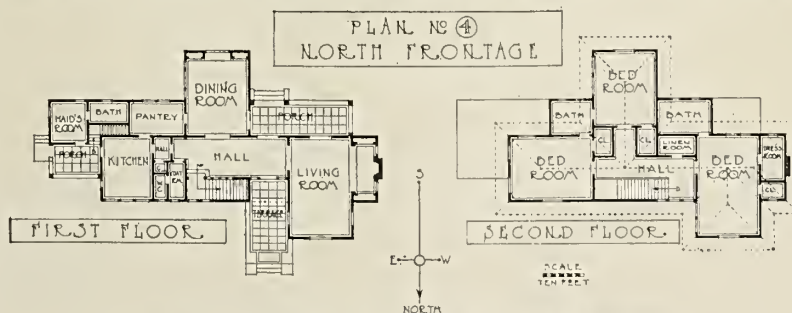 PLAN No 4
NORTH FRONTAGE
DINING
ROOM
MAID'S
ROOM
BATH
PANTRY
PORCH
PORCH
KITCHEN
HALL
HALL
LIVING
ROOM
TERRACE
FIRST FLOOR
S
E W
NORTH
BED
ROOM
BATH
BATH
CL.
CL.
LINEN
ROOM
BED
ROOM
HALL
BED
ROOM
DRESS
ROOM
CL.
SECOND FLOOR
SCALE
TEN FEET